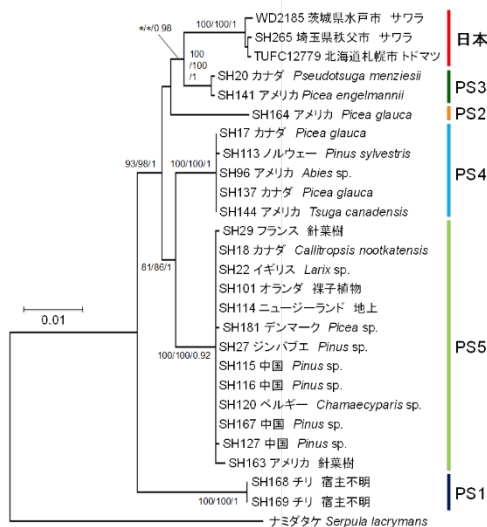 WD2185 茨城県水戸市 サワラ
SH265 埼玉県秩父市 サワラ
TUFC12779 北海道札幌市 トドマツ
日本
100/100/1
*/*/0.98
100
/100
/1
SH20 カナダ Pseudotsuga menziesii
SH141 アメリカ Picea engelmannii
PS3
SH164 アメリカ Picea glauca
PS2
SH17 カナダ Picea glauca
SH113 ノルウェー Pinus sylvestris
SH96 アメリカ Abies sp.
SH137 カナダ Picea glauca
SH144 アメリカ Tsuga canadensis
PS4
93/98/1
100/100/1
SH29 フランス 針葉樹
SH18 カナダ Callitropsis nootkatensis
SH22 イギリス Larix sp.
SH101 オランダ 裸子植物
SH114 ニュージーランド 地上
SH181 デンマーク Picea sp.
SH27 ジンバブエ Pinus sp.
SH115 中国 Pinus sp.
SH116 中国 Pinus sp.
SH120 ベルギー Chamaecyparis sp.
SH167 中国 Pinus sp.
SH127 中国 Pinus sp.
SH163 アメリカ 針葉樹
PS5
81/86/1
100/100/0.92
0.01
SH168 チリ 宿主不明
SH169 チリ 宿主不明
PS1
100/100/1
ナミダタケ Serpula lacrymans